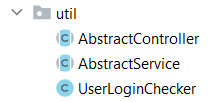 util
AbstractController
AbstractService
UserLoginChecker